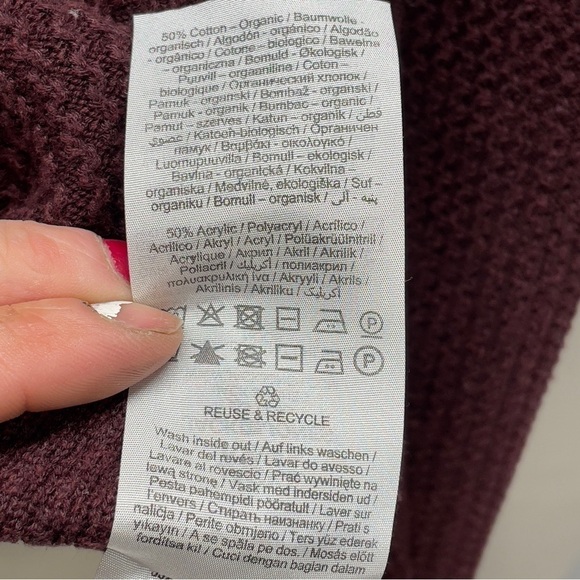 50% Cotton – Organic / Baumwolle -
organisch / Algodón - orgánico / Algodão
- orgânico / Cotone – biologico / Bawełna
– organiczna / Bomuld - Økologisk /
Puuvill – orgaaniline / Coton –
biologique / Органический хлопок /
Pamuk – organski / Bombaž - organski /
Pamuk - organik / Bumbac – organic /
Pamut – szerves / Katun – organik / قطن
عضوي / Katoen-biologisch / Органичен
памук / Βαμβάκι - οικολογικό /
Luomupuuvilla / Bomull – ekologisk /
Bavlna - organická / Kokvilna –
organiska / Medvilnė, ekologiška / Suf –
organiku / Bomull - organisk / پنبه - آلی
50% Acrylic / Polyacryl / Acrílico /
Acrilico / Akryl / Acryl / Polüakrüülnitriil /
Acrylique / Акрил / Akril / Akrilik /
Poliacril / أكريليك / полиакрил /
πολυακρυλική ίνα / Akryyli / Akrils /
Akrilinis / Akriliku / آکریلیک
P
P
REUSE & RECYCLE
Wash inside out / Auf links waschen /
Lavar del revés / Lavar do avesso /
Lavare al rovescio / Prać wywinięte na
lewą stronę / Vask med indersiden ud /
Pesta pahempidi pööratult / Laver sur
l'envers / Стирать наизнанку / Prati s
naličja / Perite obrnjeno / Ters yüz ederek
yıkayin / A se spăla pe dos. / Mosás előtt
fordítsa ki / Cuci dengan bagian dalam